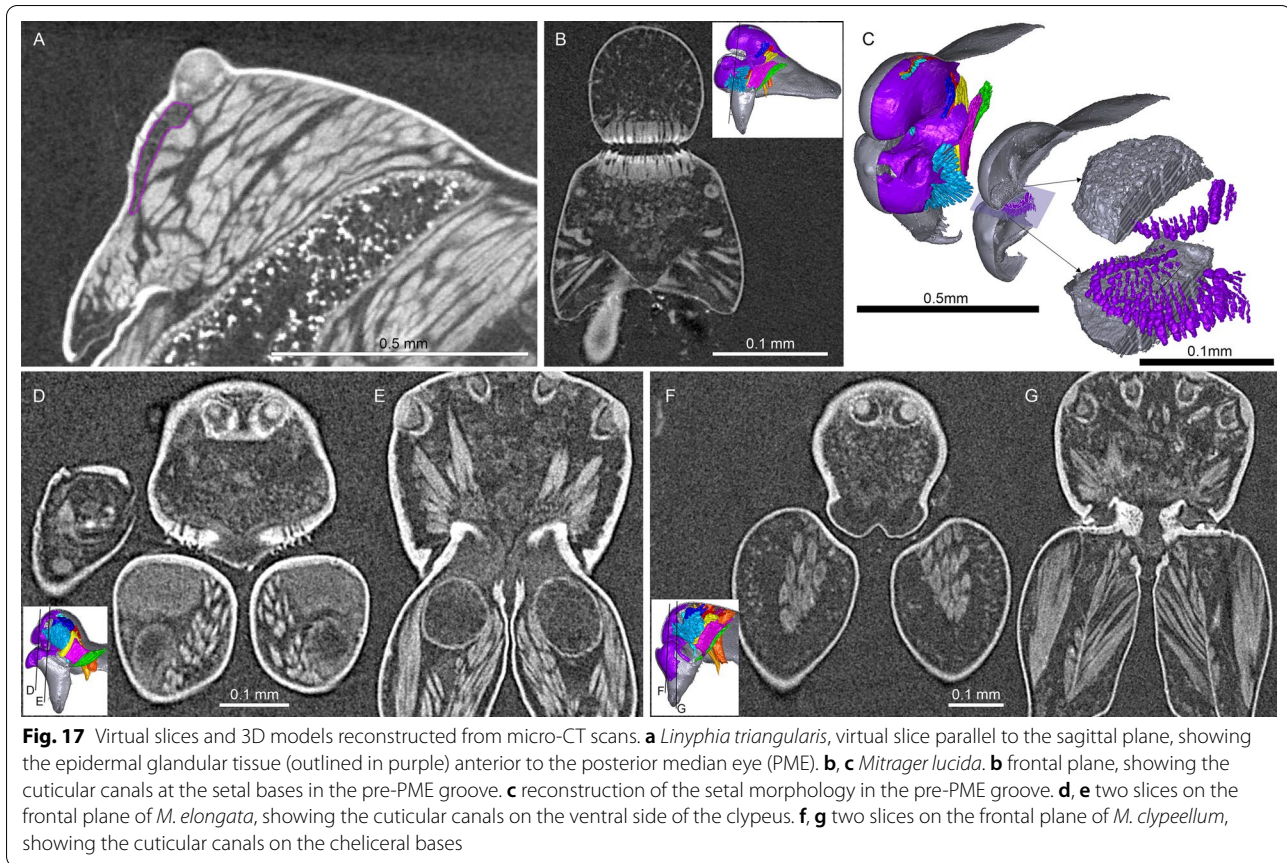 A
0.5 mm
B
0.1 mm
C
0.5mm
0.1mm
D
E
D
E
0.1 mm
F
G
F
G
0.1 mm
Fig. 17 Virtual slices and 3D models reconstructed from micro-CT scans. a Linyphia triangularis, virtual slice parallel to the sagittal plane, showing
the epidermal glandular tissue (outlined in purple) anterior to the posterior median eye (PME). b, c Mitrager lucida. b frontal plane, showing the
cuticular canals at the setal bases in the pre-PME groove. c reconstruction of the setal morphology in the pre-PME groove. d, e two slices on the
frontal plane of M. elongata, showing the cuticular canals on the ventral side of the clypeus. f, g two slices on the frontal plane of M. clypeellum,
showing the cuticular canals on the cheliceral bases